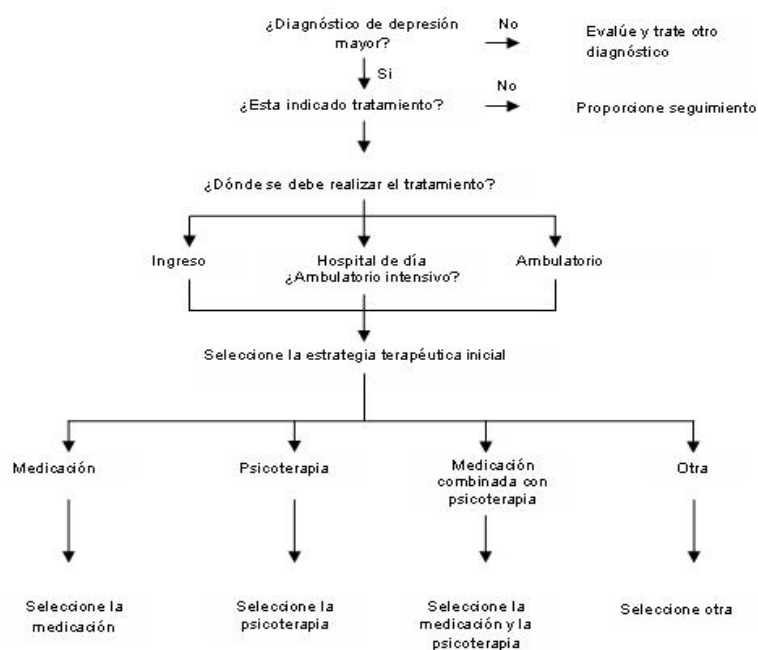 ¿Diagnóstico de depresión
mayor?
No
Evalúe y trate otro
diagnóstico
Si
No
¿Esta indicado tratamiento?
Proporcione seguimiento
¿Dónde se debe realizar el tratamiento?
Ingreso
Hospital de día
¿Ambulatorio intensivo?
Ambulatorio
Seleccione la estrategia terapéutica inicial
Medicación
Psicoterapia
Medicación
combinada con
psicoterapia
Otra
Seleccione la
medicación
Seleccione la
psicoterapia
Seleccione la
medicación y la
psicoterapia
Seleccione otra